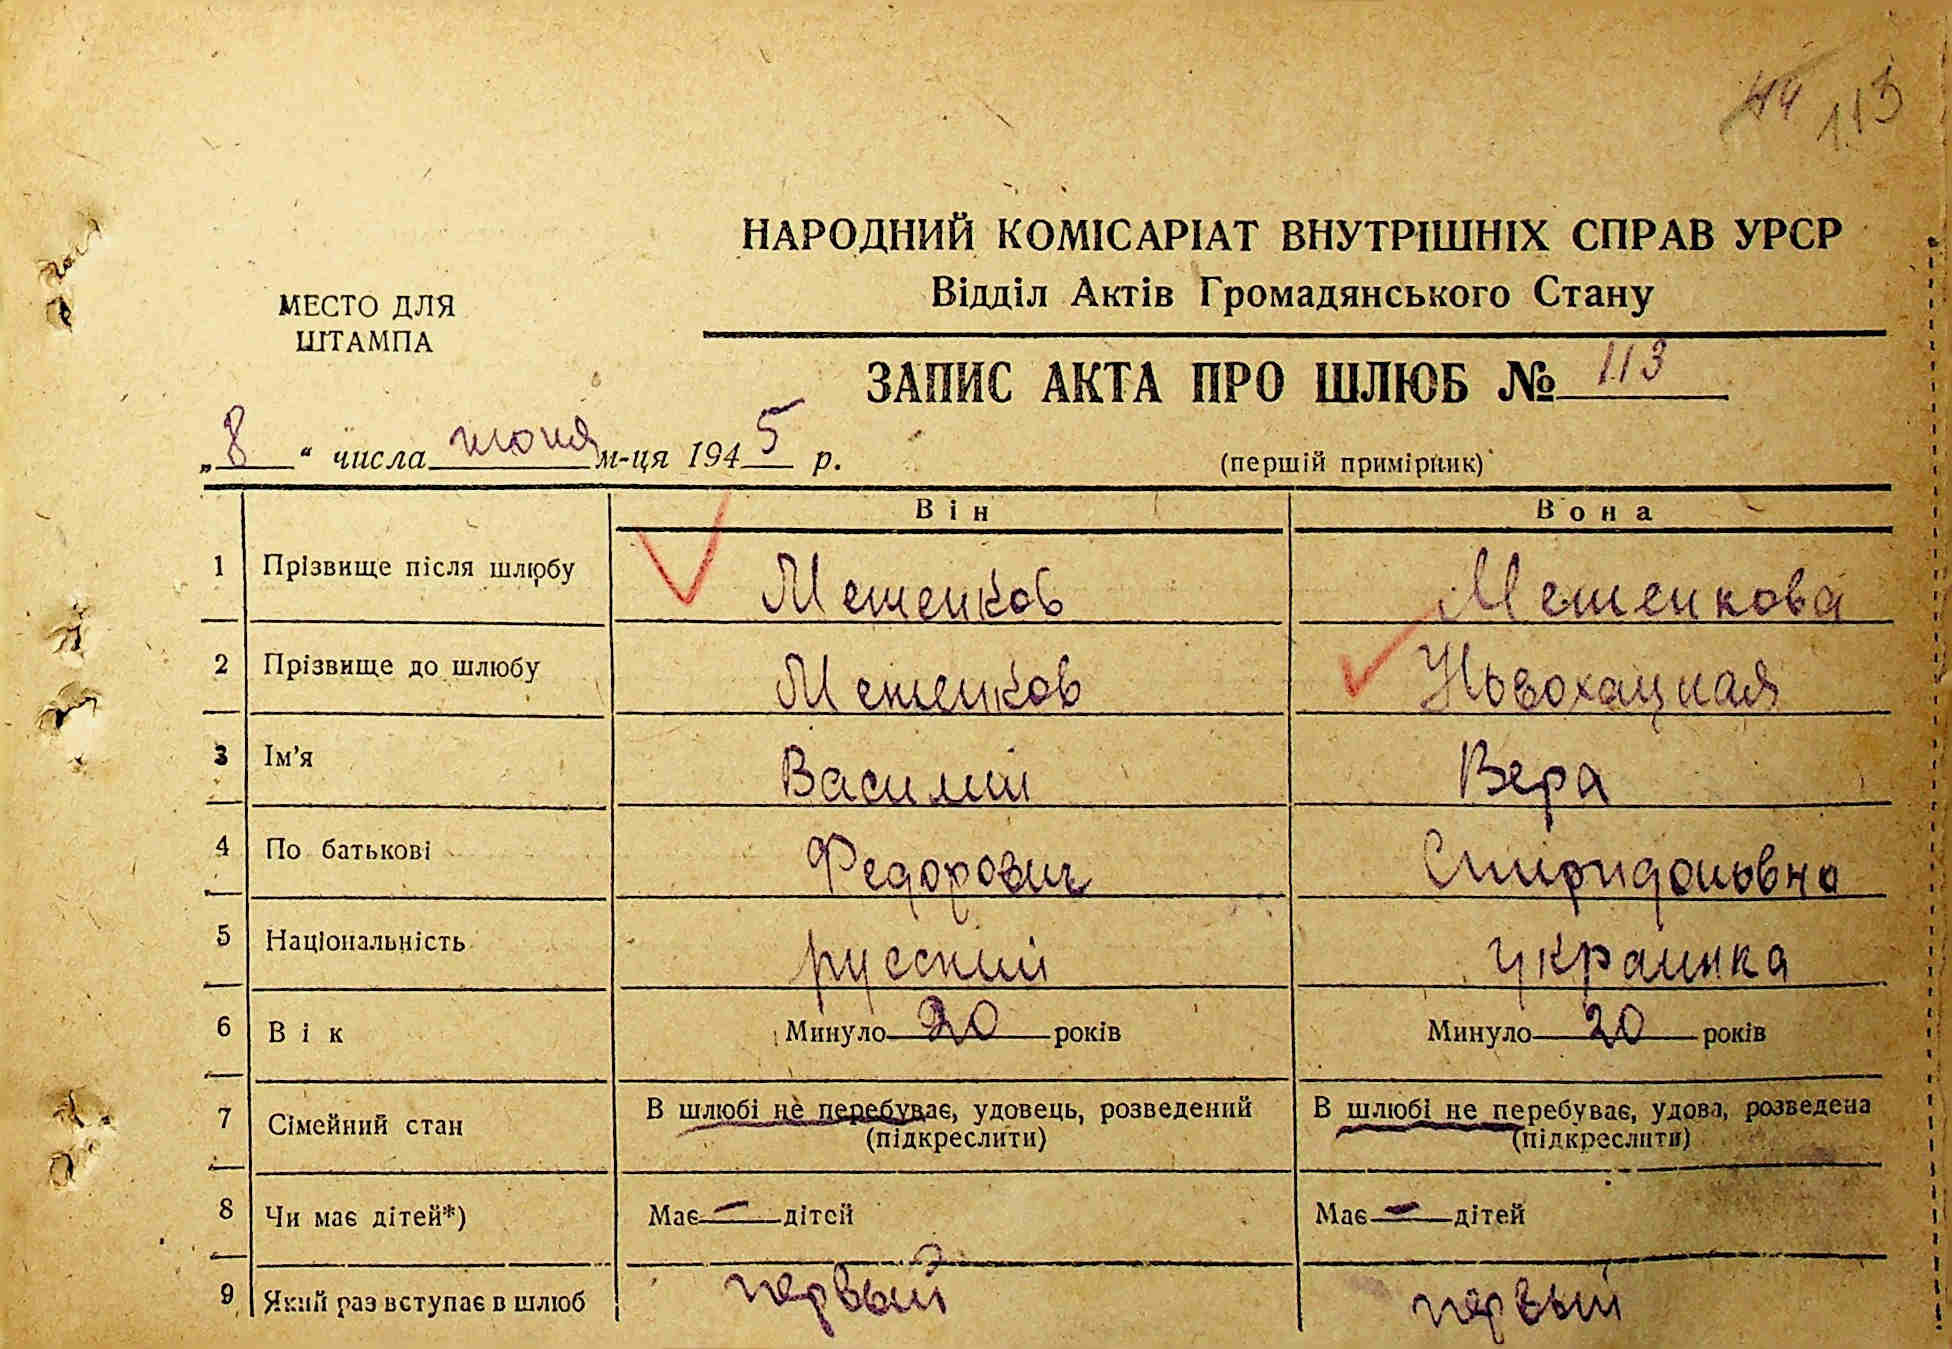 113
НАРОДНИЙ КОМІСАРІАТ ВНУТРІШНІХ СПРАВ УРСР
Відділ Актів Громадянського Стану
МЕСТО ДЛЯ
ШТАМПА
ЗАПИС АКТА ПРО ШЛЮБ № 113
„8“ числа июня м-ця 1945 р.
(перший примірник)
Він Вона
1 Прізвище після шлюбу Мешенков Мешенкова
2 Прізвище до шлюбу Мешенков Новохацкая
3 Ім'я Василий Вера
4 По батькові Федорович Спиридоновна
5 Національність русский украинка
6 Вік Минуло 20 років Минуло 20 років
7 Сімейний стан В шлюбі не перебуває, удовець, розведений (підкреслити) В шлюбі не перебуває, удова, розведена (підкреслити)
8 Чи має дітей*) Має — дітей Має — дітей
9 Який раз вступає в шлюб первый первый